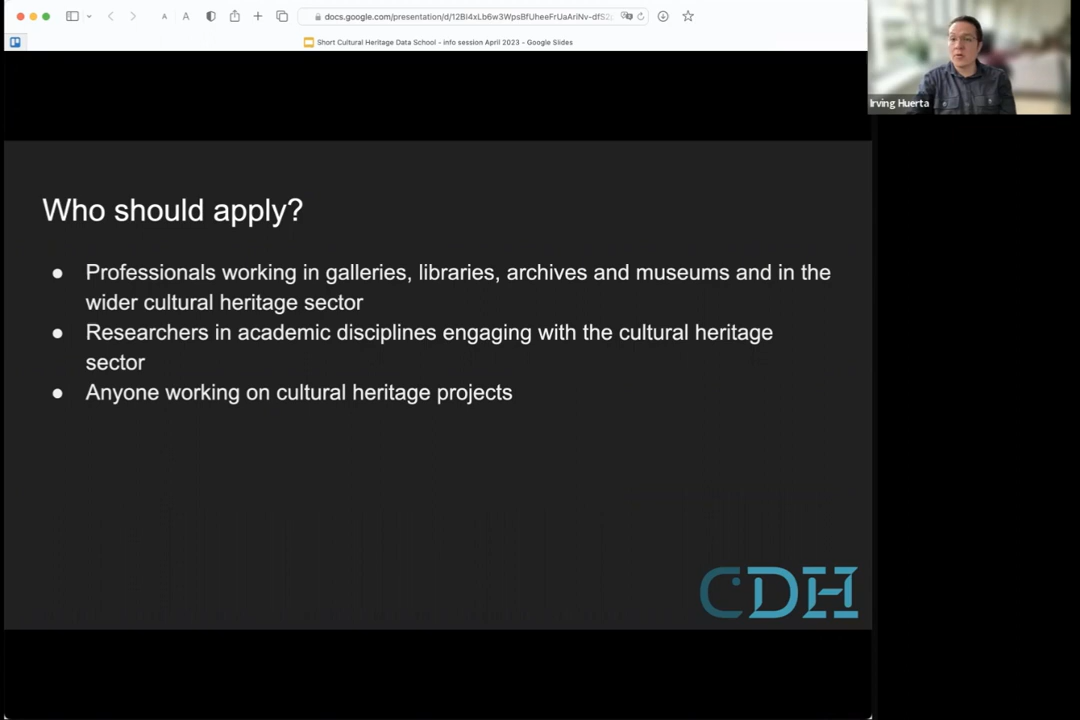 A A
docs.google.com/presentation/d/12Bl4xLb6w3WpsBfUheeFrUaAriNv-dfS2
Short Cultural Heritage Data School – info session April 2023 – Google Slides
Irving Huerta
Who should apply?
● Professionals working in galleries, libraries, archives and museums and in the
wider cultural heritage sector
● Researchers in academic disciplines engaging with the cultural heritage
sector
● Anyone working on cultural heritage projects
CDH